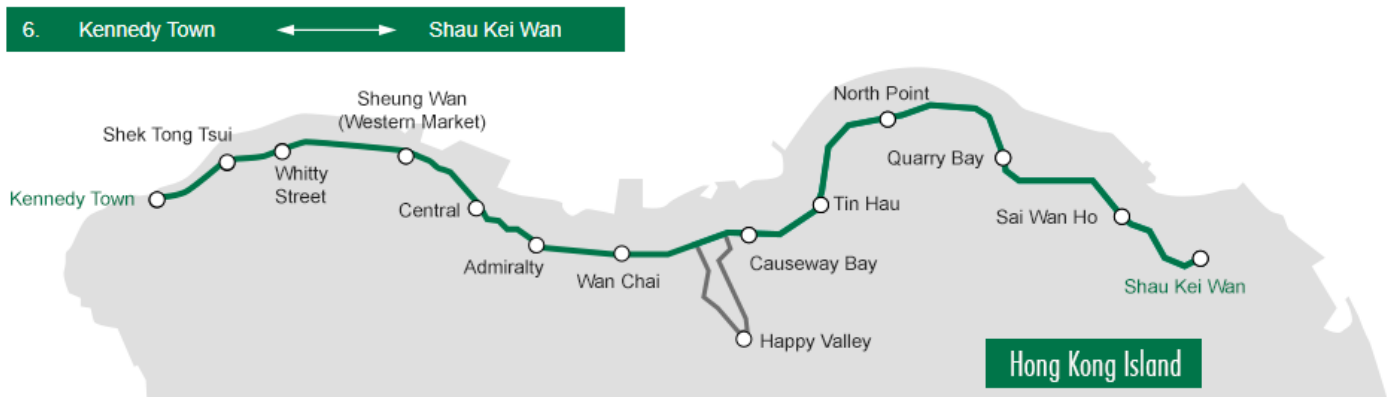 6. Kennedy Town Shau Kei Wan
Sheung Wan
(Western Market)
North Point
Shek Tong Tsui
Quarry Bay
Whitty
Street
Kennedy Town
Central
Tin Hau
Sai Wan Ho
Admiralty
Wan Chai
Causeway Bay
Shau Kei Wan
Happy Valley
Hong Kong Island